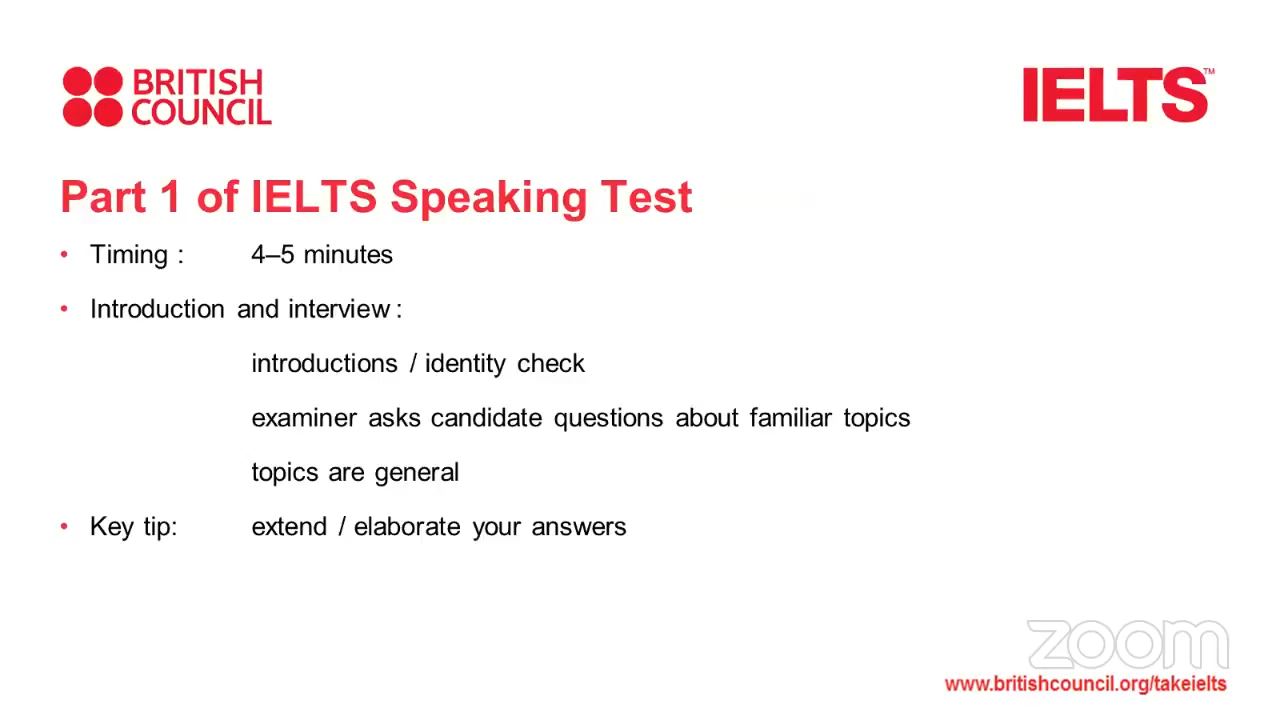 BRITISH
COUNCIL
IELTS™
Part 1 of IELTS Speaking Test
• Timing : 4–5 minutes
• Introduction and interview :
introductions / identity check
examiner asks candidate questions about familiar topics
topics are general
• Key tip: extend / elaborate your answers
zoom
www.britishcouncil.org/takeielts